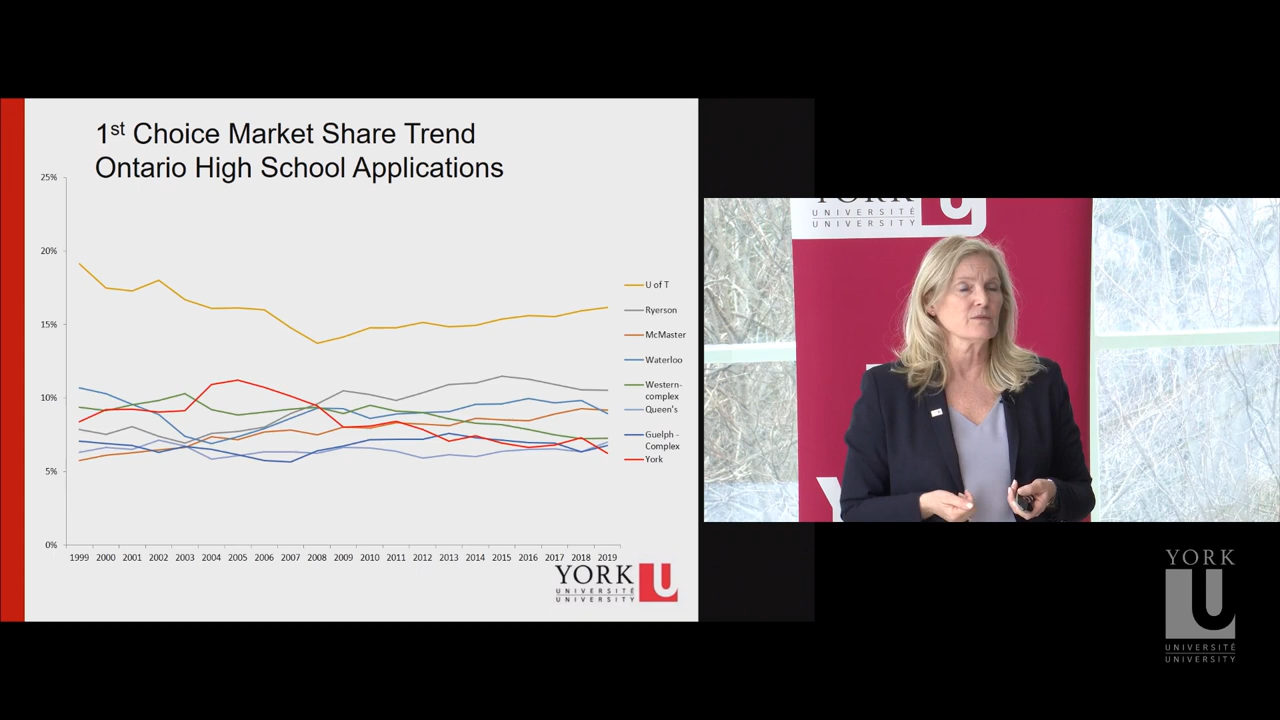 1st Choice Market Share Trend
Ontario High School Applications
25%
20%
15%
10%
5%
0%
1999 2000 2001 2002 2003 2004 2005 2006 2007 2008 2009 2010 2011 2012 2013 2014 2015 2016 2017 2018 2019
U of T
Ryerson
McMaster
Waterloo
Western-
complex
Queen's
Guelph -
Complex
York
YORK
UNIVERSITÉ
UNIVERSITY
U
YORK
UNIVERSITÉ
UNIVERSITY
U
Y
YORK
U
UNIVERSITÉ
UNIVERSITY